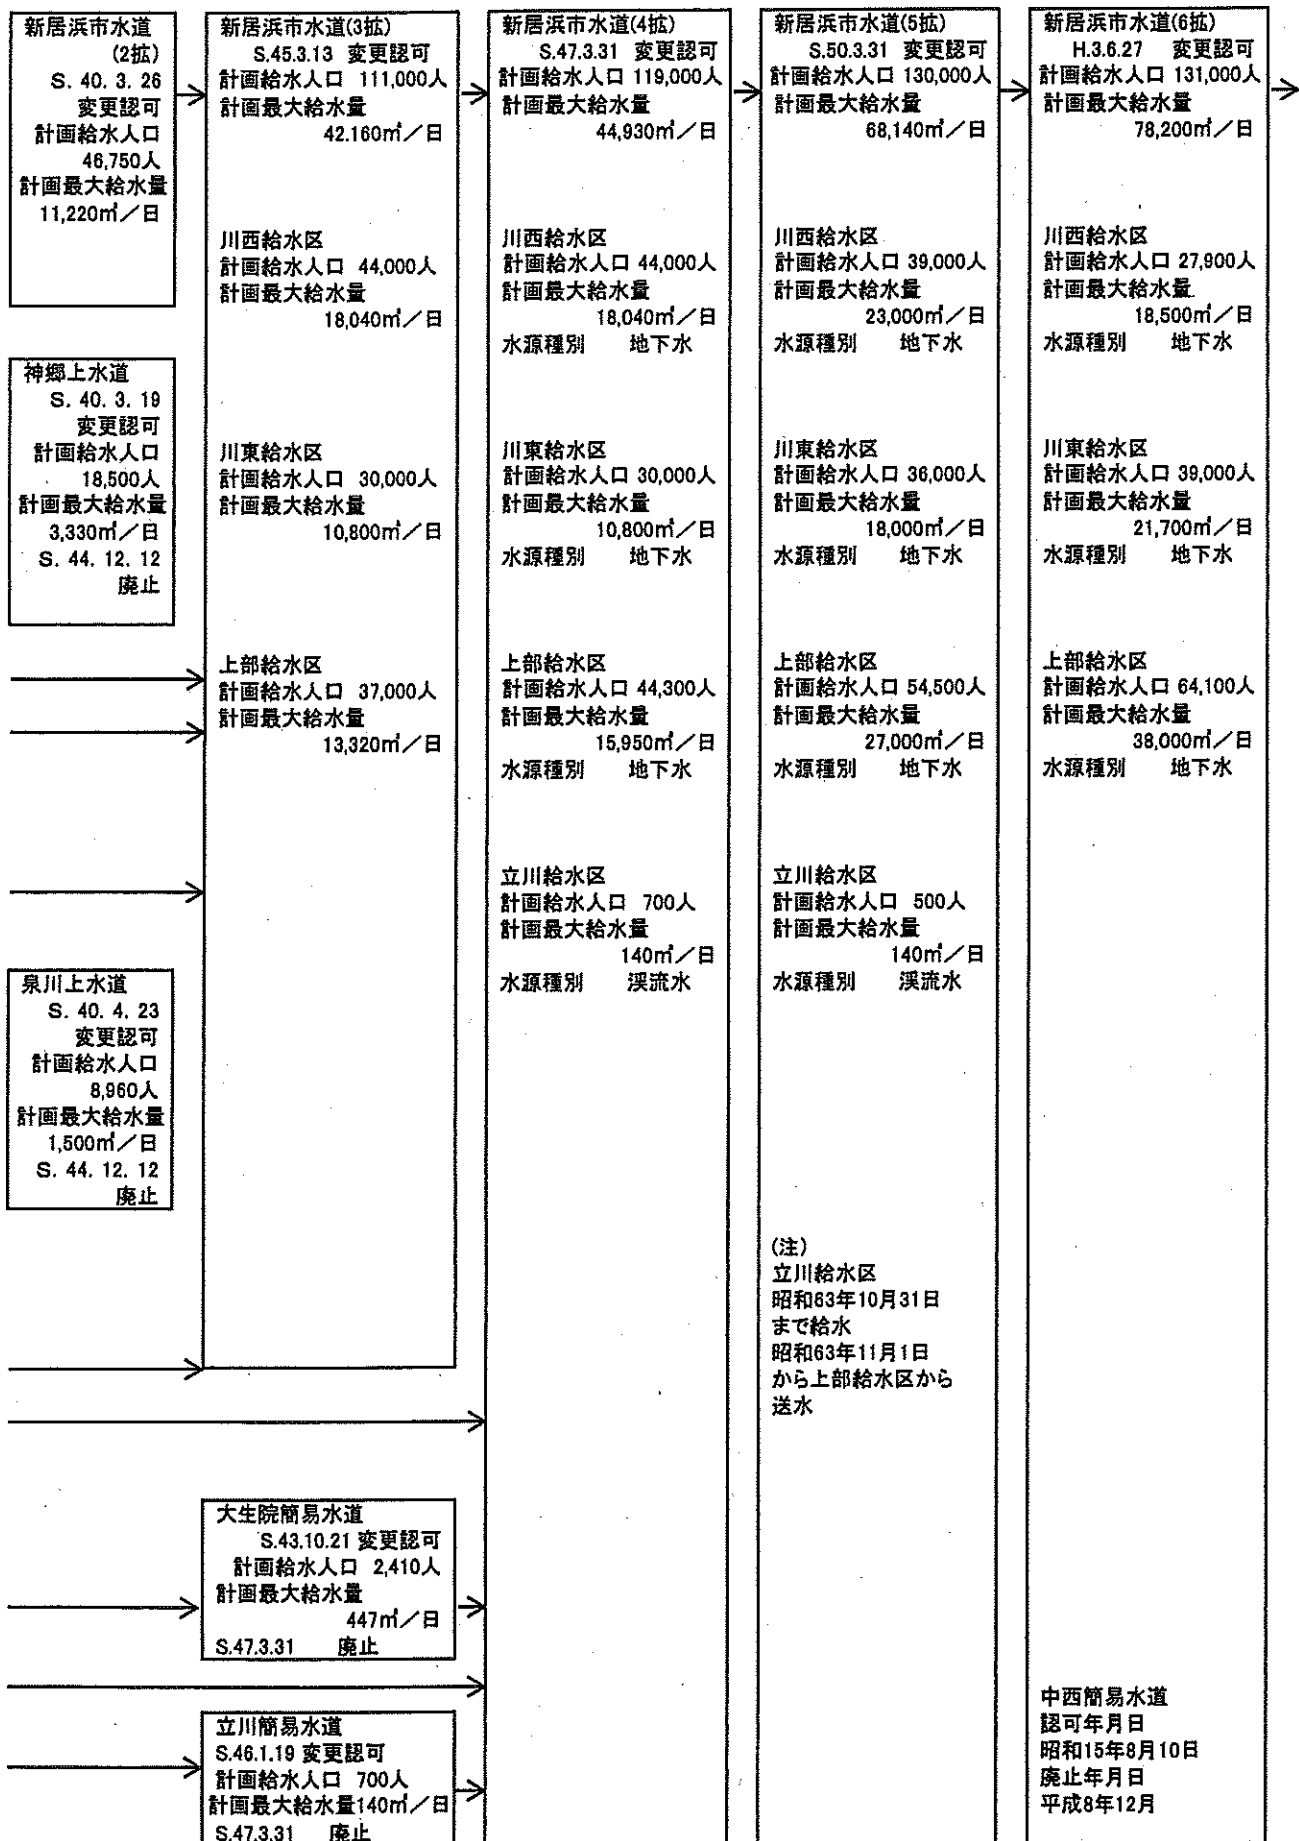 新居浜市水道
(2拡)
S. 40. 3. 26
変更認可
計画給水人口
46,750人
計画最大給水量
11,220㎥／日
神郷上水道
S. 40. 3. 19
変更認可
計画給水人口
18,500人
計画最大給水量
3,330㎥／日
S. 44. 12. 12
廃止
泉川上水道
S. 40. 4. 23
変更認可
計画給水人口
8,960人
計画最大給水量
1,500㎥／日
S. 44. 12. 12
廃止
新居浜市水道(3拡)
S.45.3.13 変更認可
計画給水人口 111,000人
計画最大給水量
42.160㎥／日
川西給水区
計画給水人口 44,000人
計画最大給水量
18,040㎥／日
川東給水区
計画給水人口 30,000人
計画最大給水量
10,800㎥／日
上部給水区
計画給水人口 37,000人
計画最大給水量
13,320㎥／日
大生院簡易水道
S.43.10.21 変更認可
計画給水人口 2,410人
計画最大給水量
447㎥／日
S.47.3.31 廃止
立川簡易水道
S.46.1.19 変更認可
計画給水人口 700人
計画最大給水量140㎥／日
S.47.3.31 廃止
新居浜市水道(4拡)
S.47.3.31 変更認可
計画給水人口 119,000人
計画最大給水量
44,930㎥／日
川西給水区
計画給水人口 44,000人
計画最大給水量
18,040㎥／日
水源種別 地下水
川東給水区
計画給水人口 30,000人
計画最大給水量
10,800㎥／日
水源種別 地下水
上部給水区
計画給水人口 44,300人
計画最大給水量
15,950㎥／日
水源種別 地下水
立川給水区
計画給水人口 700人
計画最大給水量
140㎥／日
水源種別 渓流水
新居浜市水道(5拡)
S.50.3.31 変更認可
計画給水人口 130,000人
計画最大給水量
68,140㎥／日
川西給水区
計画給水人口 39,000人
計画最大給水量
23,000㎥／日
水源種別 地下水
川東給水区
計画給水人口 36,000人
計画最大給水量
18,000㎥／日
水源種別 地下水
上部給水区
計画給水人口 54,500人
計画最大給水量
27,000㎥／日
水源種別 地下水
立川給水区
計画給水人口 500人
計画最大給水量
140㎥／日
水源種別 渓流水
(注)
立川給水区
昭和63年10月31日
まで給水
昭和63年11月1日
から上部給水区から
送水
新居浜市水道(6拡)
H.3.6.27 変更認可
計画給水人口 131,000人
計画最大給水量
78,200㎥／日
川西給水区
計画給水人口 27,900人
計画最大給水量
18,500㎥／日
水源種別 地下水
川東給水区
計画給水人口 39,000人
計画最大給水量
21,700㎥／日
水源種別 地下水
上部給水区
計画給水人口 64,100人
計画最大給水量
38,000㎥／日
水源種別 地下水
中西簡易水道
認可年月日
昭和15年8月10日
廃止年月日
平成8年12月